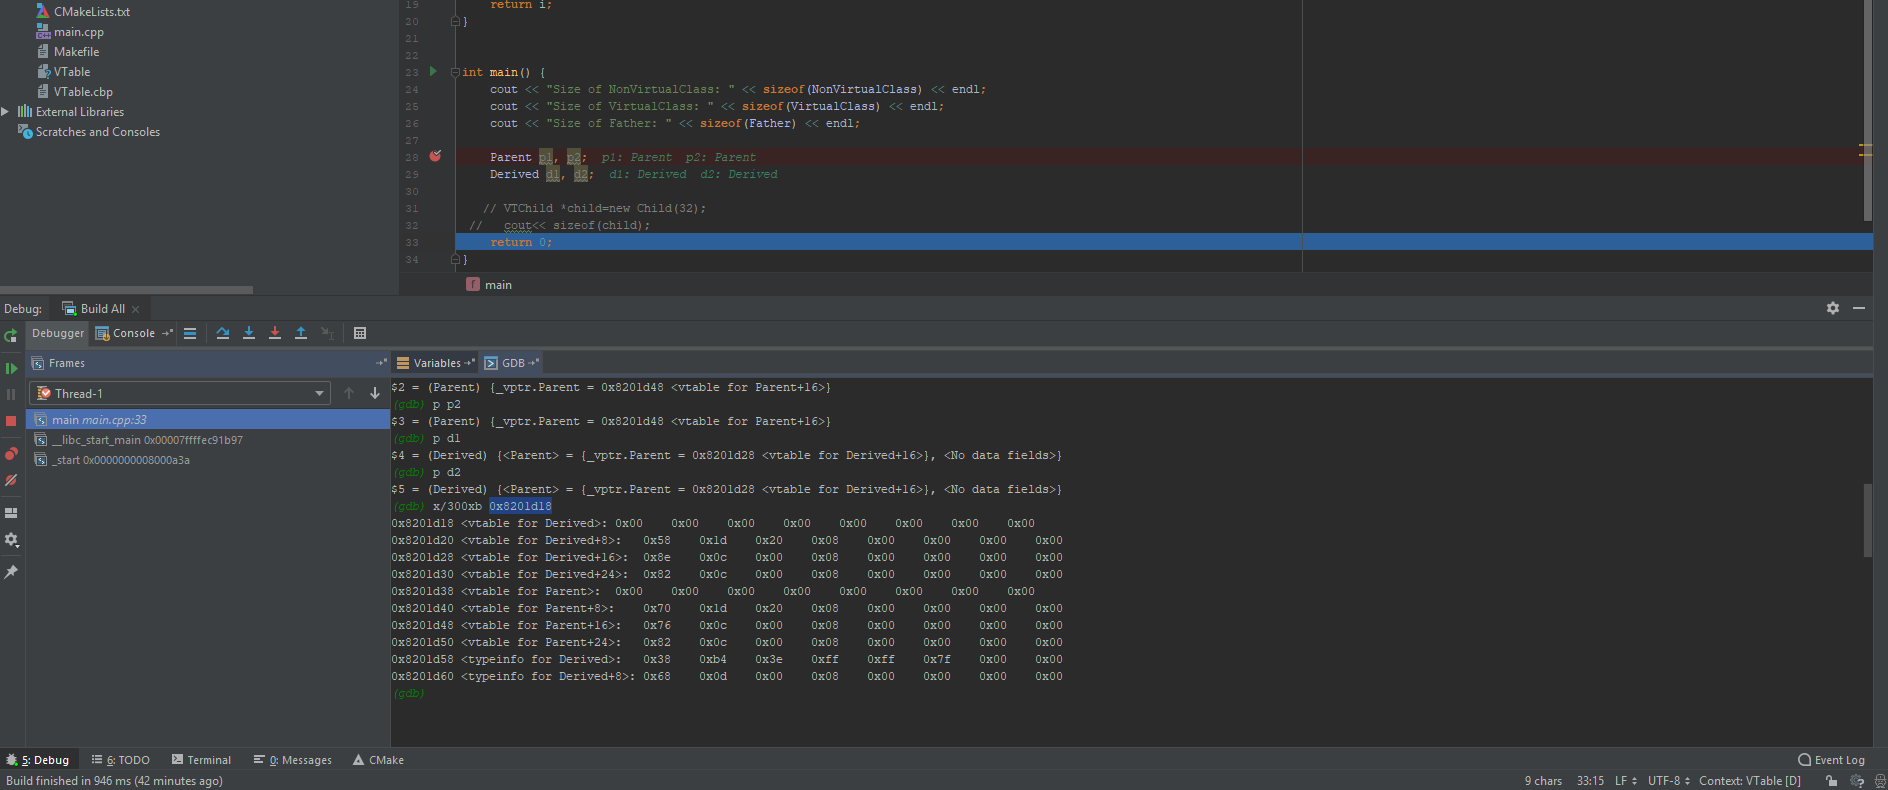 CMakeLists.txt
main.cpp
Makefile
VTable
VTable.cbp
External Libraries
Scratches and Consoles
19 return i;
20 }
21
22
23 int main() {
24 cout << "Size of NonVirtualClass: " << sizeof(NonVirtualClass) << endl;
25 cout << "Size of VirtualClass: " << sizeof(VirtualClass) << endl;
26 cout << "Size of Father: " << sizeof(Father) << endl;
27
28 Parent p1, p2; p1: Parent p2: Parent
29 Derived d1, d2; d1: Derived d2: Derived
30
31 // VTChild *child=new Child(32);
32 // cout<< sizeof(child);
33 return 0;
34 }
f main
Debug: Build All
Debugger Console
Frames
Variables GDB
Thread-1
main main.cpp:33
__libc_start_main 0x00007ffffec91b97
_start 0x0000000008000a3a
$2 = (Parent) {_vptr.Parent = 0x8201d48 <vtable for Parent+16>}
(gdb) p p2
$3 = (Parent) {_vptr.Parent = 0x8201d48 <vtable for Parent+16>}
(gdb) p d1
$4 = (Derived) {<Parent> = {_vptr.Parent = 0x8201d28 <vtable for Derived+16>}, <No data fields>}
(gdb) p d2
$5 = (Derived) {<Parent> = {_vptr.Parent = 0x8201d28 <vtable for Derived+16>}, <No data fields>}
(gdb) x/300xb 0x8201d18
0x8201d18 <vtable for Derived>: 0x00 0x00 0x00 0x00 0x00 0x00 0x00 0x00
0x8201d20 <vtable for Derived+8>: 0x58 0x1d 0x20 0x08 0x00 0x00 0x00 0x00
0x8201d28 <vtable for Derived+16>: 0x8e 0x0c 0x00 0x08 0x00 0x00 0x00 0x00
0x8201d30 <vtable for Derived+24>: 0x82 0x0c 0x00 0x08 0x00 0x00 0x00 0x00
0x8201d38 <vtable for Parent>: 0x00 0x00 0x00 0x00 0x00 0x00 0x00 0x00
0x8201d40 <vtable for Parent+8>: 0x70 0x1d 0x20 0x08 0x00 0x00 0x00 0x00
0x8201d48 <vtable for Parent+16>: 0x76 0x0c 0x00 0x08 0x00 0x00 0x00 0x00
0x8201d50 <vtable for Parent+24>: 0x82 0x0c 0x00 0x08 0x00 0x00 0x00 0x00
0x8201d58 <typeinfo for Derived>: 0x38 0xb4 0x3e 0xff 0xff 0x7f 0x00 0x00
0x8201d60 <typeinfo for Derived+8>: 0x68 0x0d 0x00 0x08 0x00 0x00 0x00 0x00
(gdb)
5: Debug 6: TODO Terminal 0: Messages CMake Event Log
Build finished in 946 ms (42 minutes ago) 9 chars 33:15 LF UTF-8 Context: VTable [D]